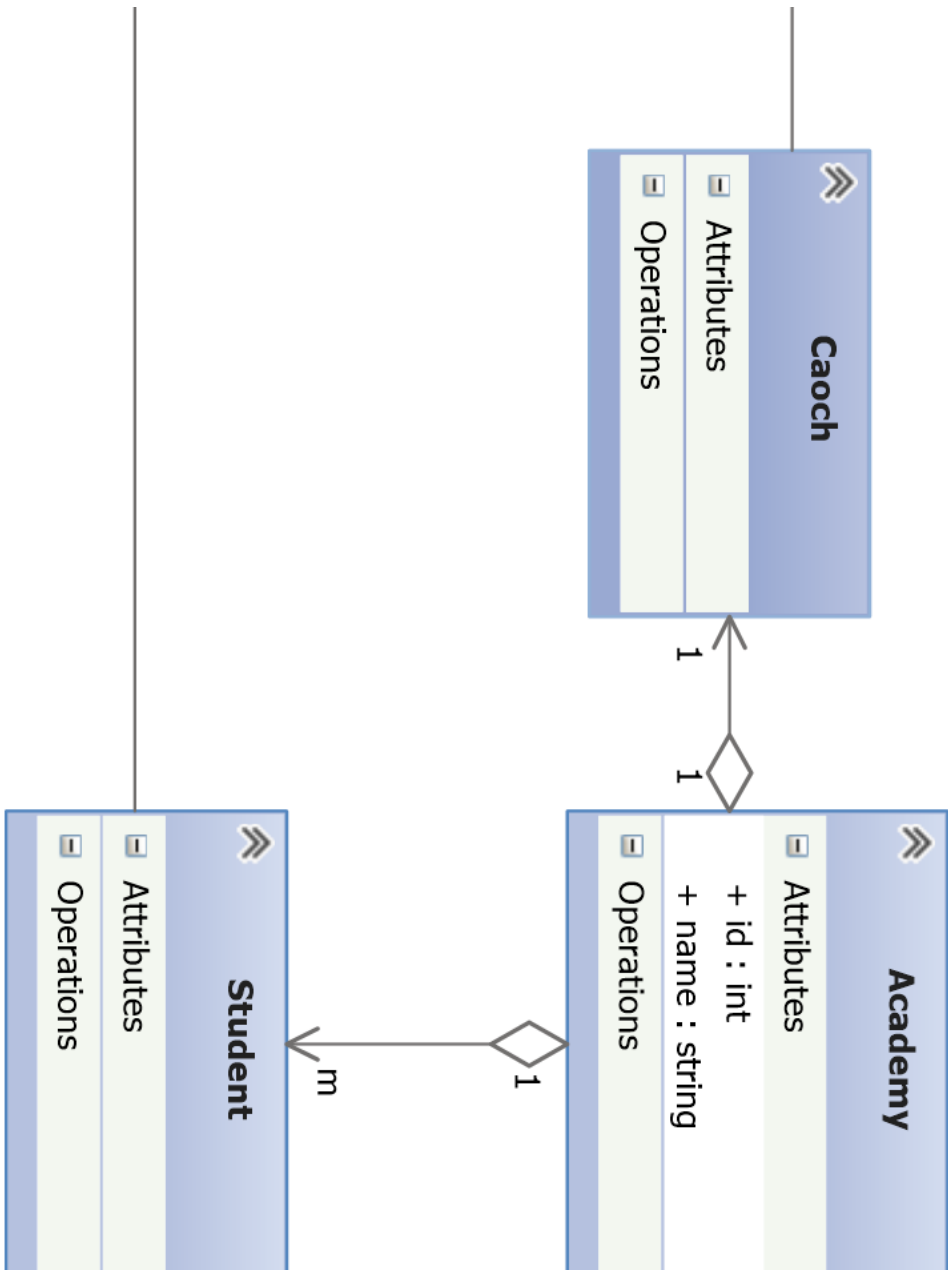 Caoch
Attributes
Operations
1
1
Academy
Attributes
+ id : int
+ name : string
Operations
1
m
Student
Attributes
Operations